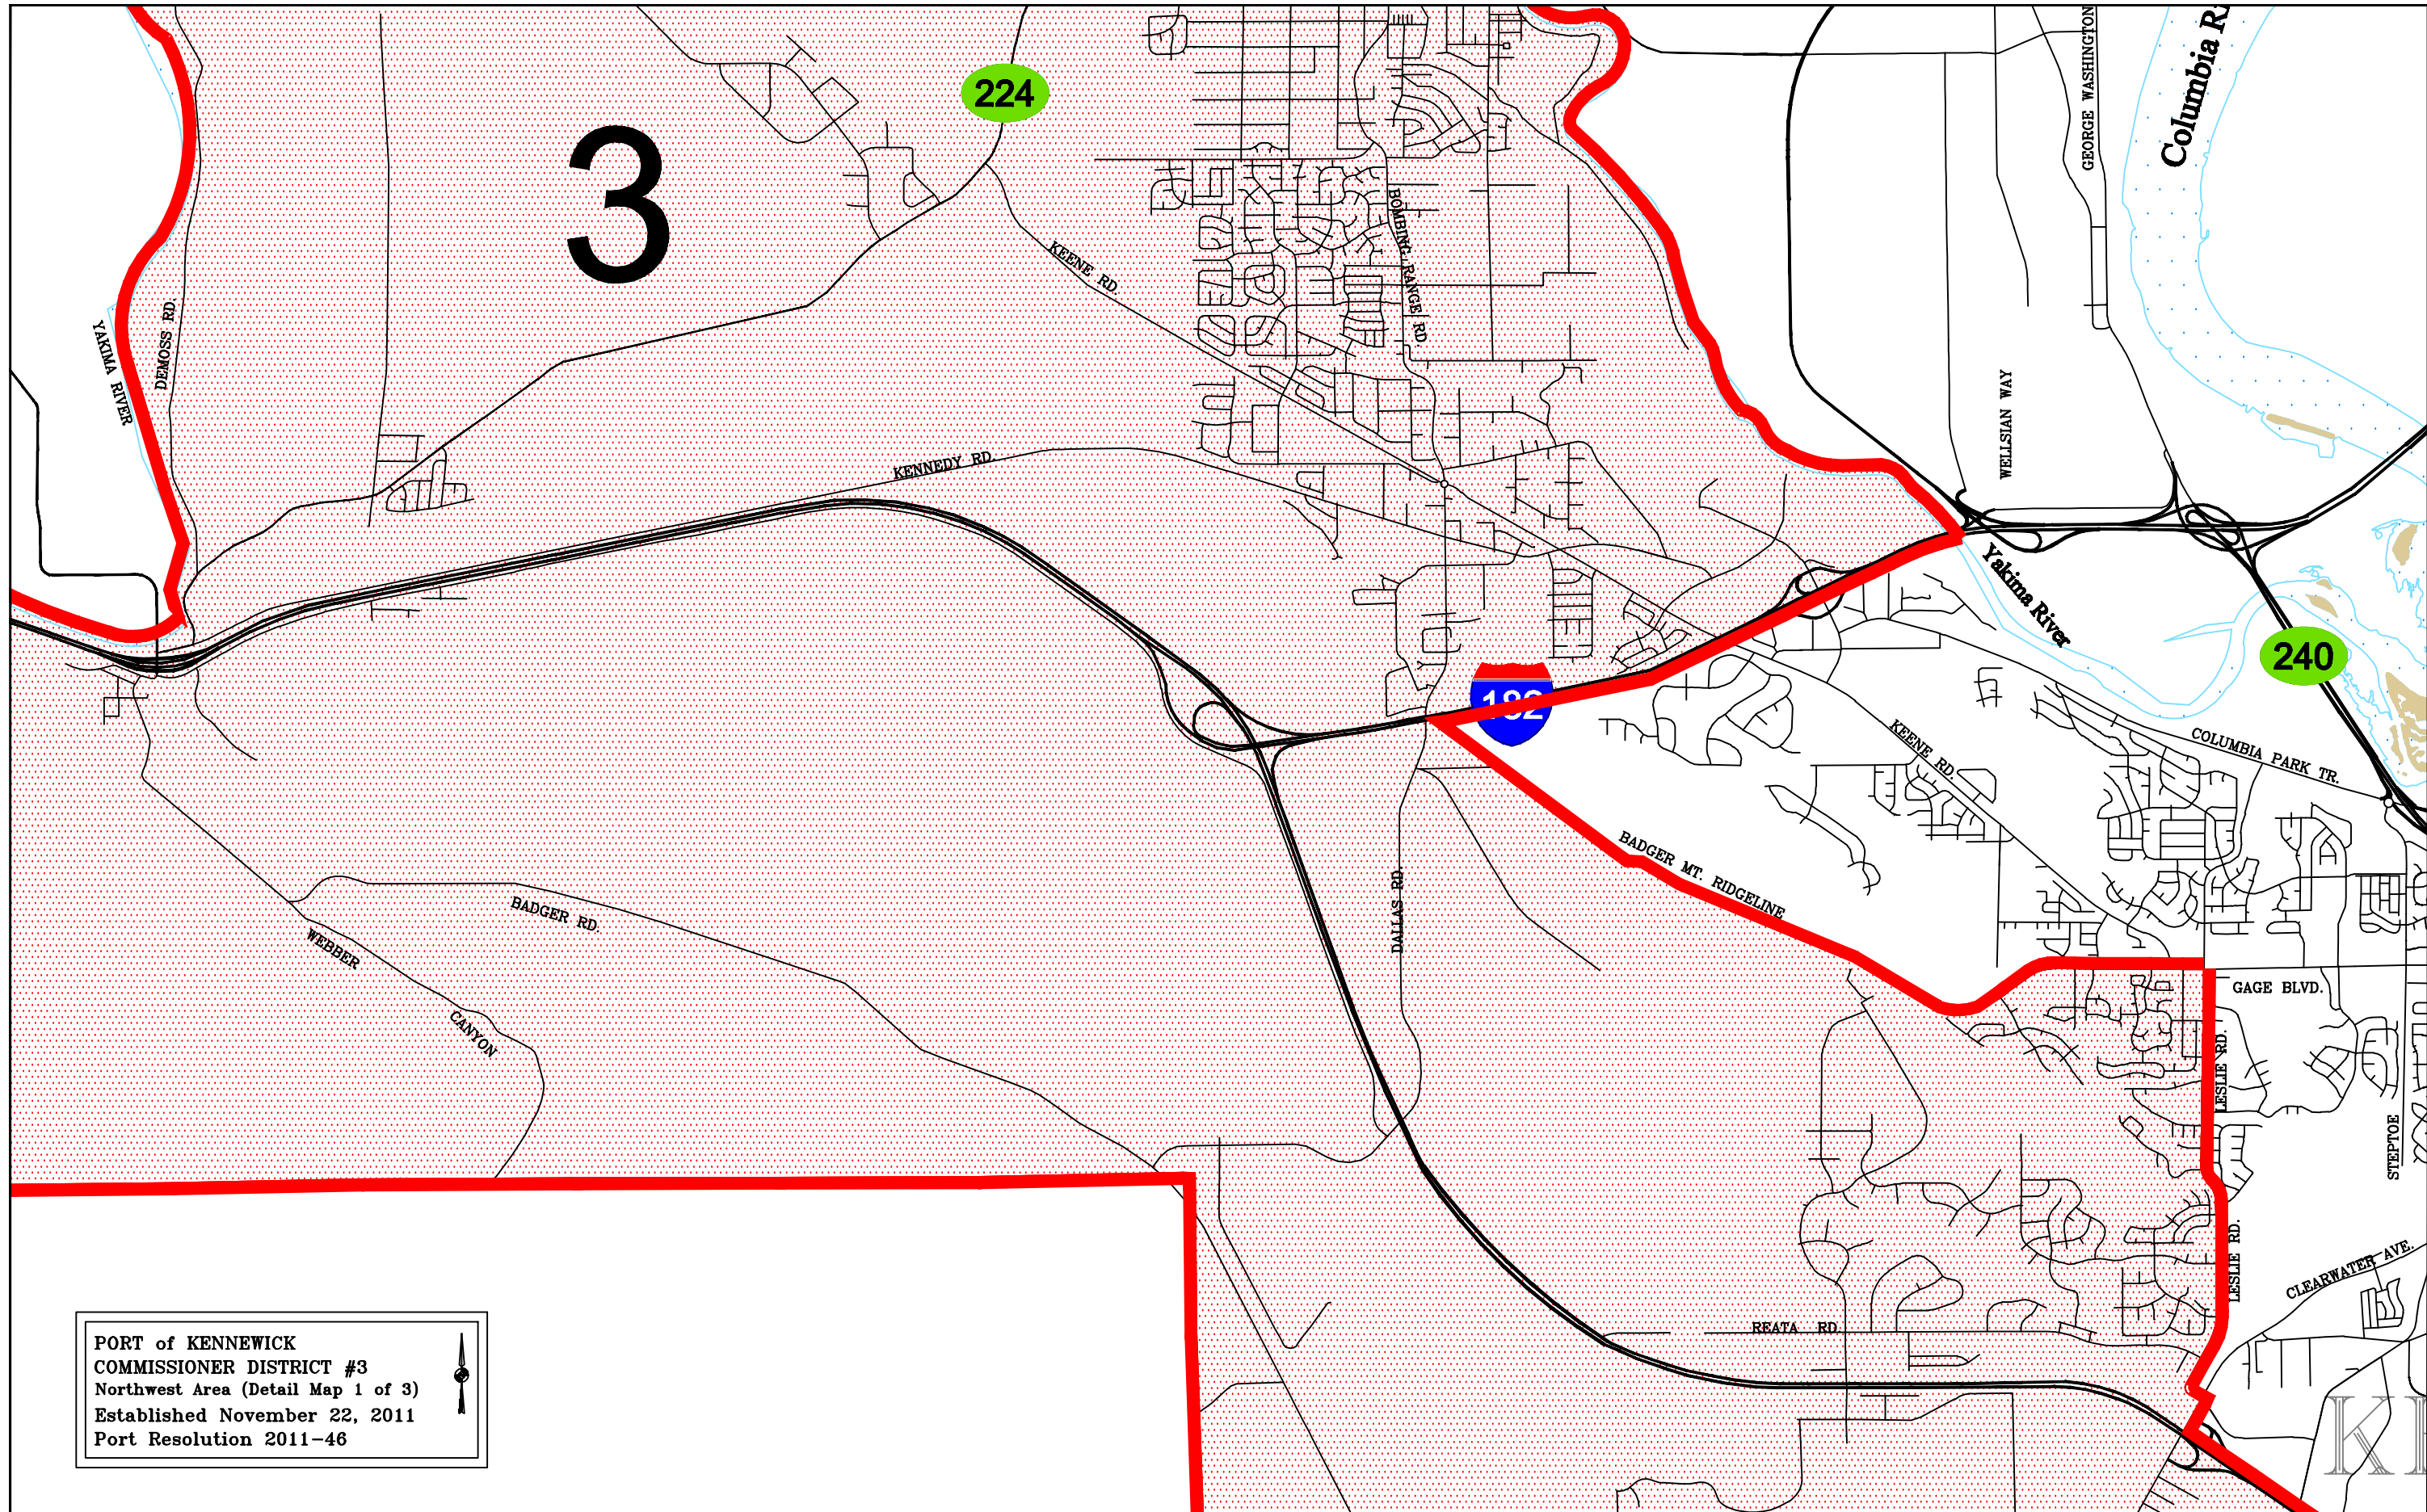 224
3
GEORGE WASHINGTON
Columbia
BOMBING RANGE RD.
KEENE RD.
YAKIMA RIVER
DEMOSS RD.
WELLSIAN WAY
KENNEDY RD.
Yakima River
240
182
KEENE RD.
COLUMBIA PARK TR.
BADGER MT. RIDGELINE
DALLAS RD.
BADGER RD.
WEBBER
CANYON
GAGE BLVD.
LESLIE RD.
STEPTOE
LESLIE RD.
CLEARWATER AVE.
REATA RD
PORT of KENNEWICK
COMMISSIONER DISTRICT #3
Northwest Area (Detail Map 1 of 3)
Established November 22, 2011
Port Resolution 2011-46